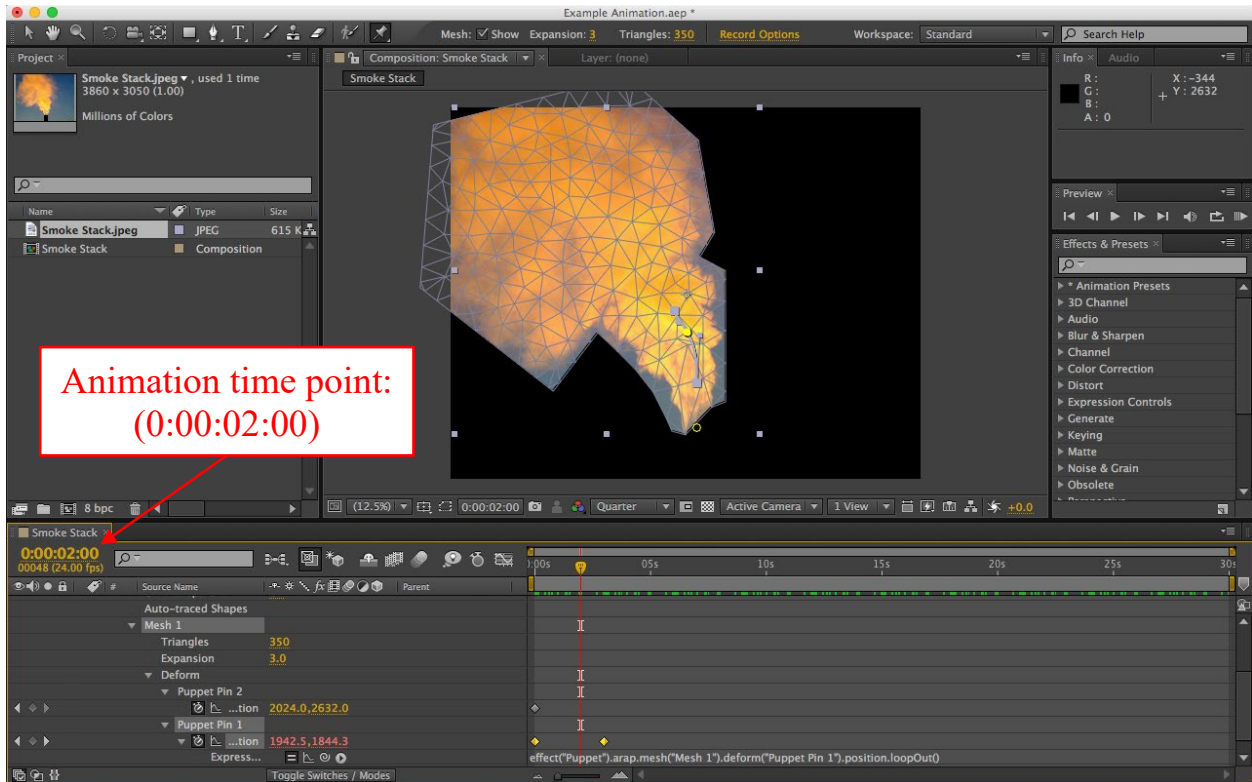 Example Animation.aep *
Mesh: Show Expansion: 3 Triangles: 350 Record Options Workspace: Standard Search Help
Project
Smoke Stack.jpeg , used 1 time
3860 x 3050 (1.00)
Millions of Colors
Name Type Size
Smoke Stack.jpeg JPEG 615 K
Smoke Stack Composition
8 bpc
Composition: Smoke Stack Layer: (none)
Smoke Stack
Animation time point:
(0:00:02:00)
(12.5%) 0:00:02:00 Quarter Active Camera 1 View +0.0
Info Audio
R : X : -344
G : Y : 2632
B :
A : 0
Preview
Effects & Presets
* Animation Presets
3D Channel
Audio
Blur & Sharpen
Channel
Color Correction
Distort
Expression Controls
Generate
Keying
Matte
Noise & Grain
Obsolete
Smoke Stack
0:00:02:00
00048 (24.00 fps)
):00s 05s 10s 15s 20s 25s 30s
# Source Name Parent
Auto-traced Shapes
Mesh 1
Triangles 350
Expansion 3.0
Deform
Puppet Pin 2
...tion 2024.0,2632.0
Puppet Pin 1
...tion 1942.5,1844.3
Express... effect("Puppet").arap.mesh("Mesh 1").deform("Puppet Pin 1").position.loopOut()
Toggle Switches / Modes